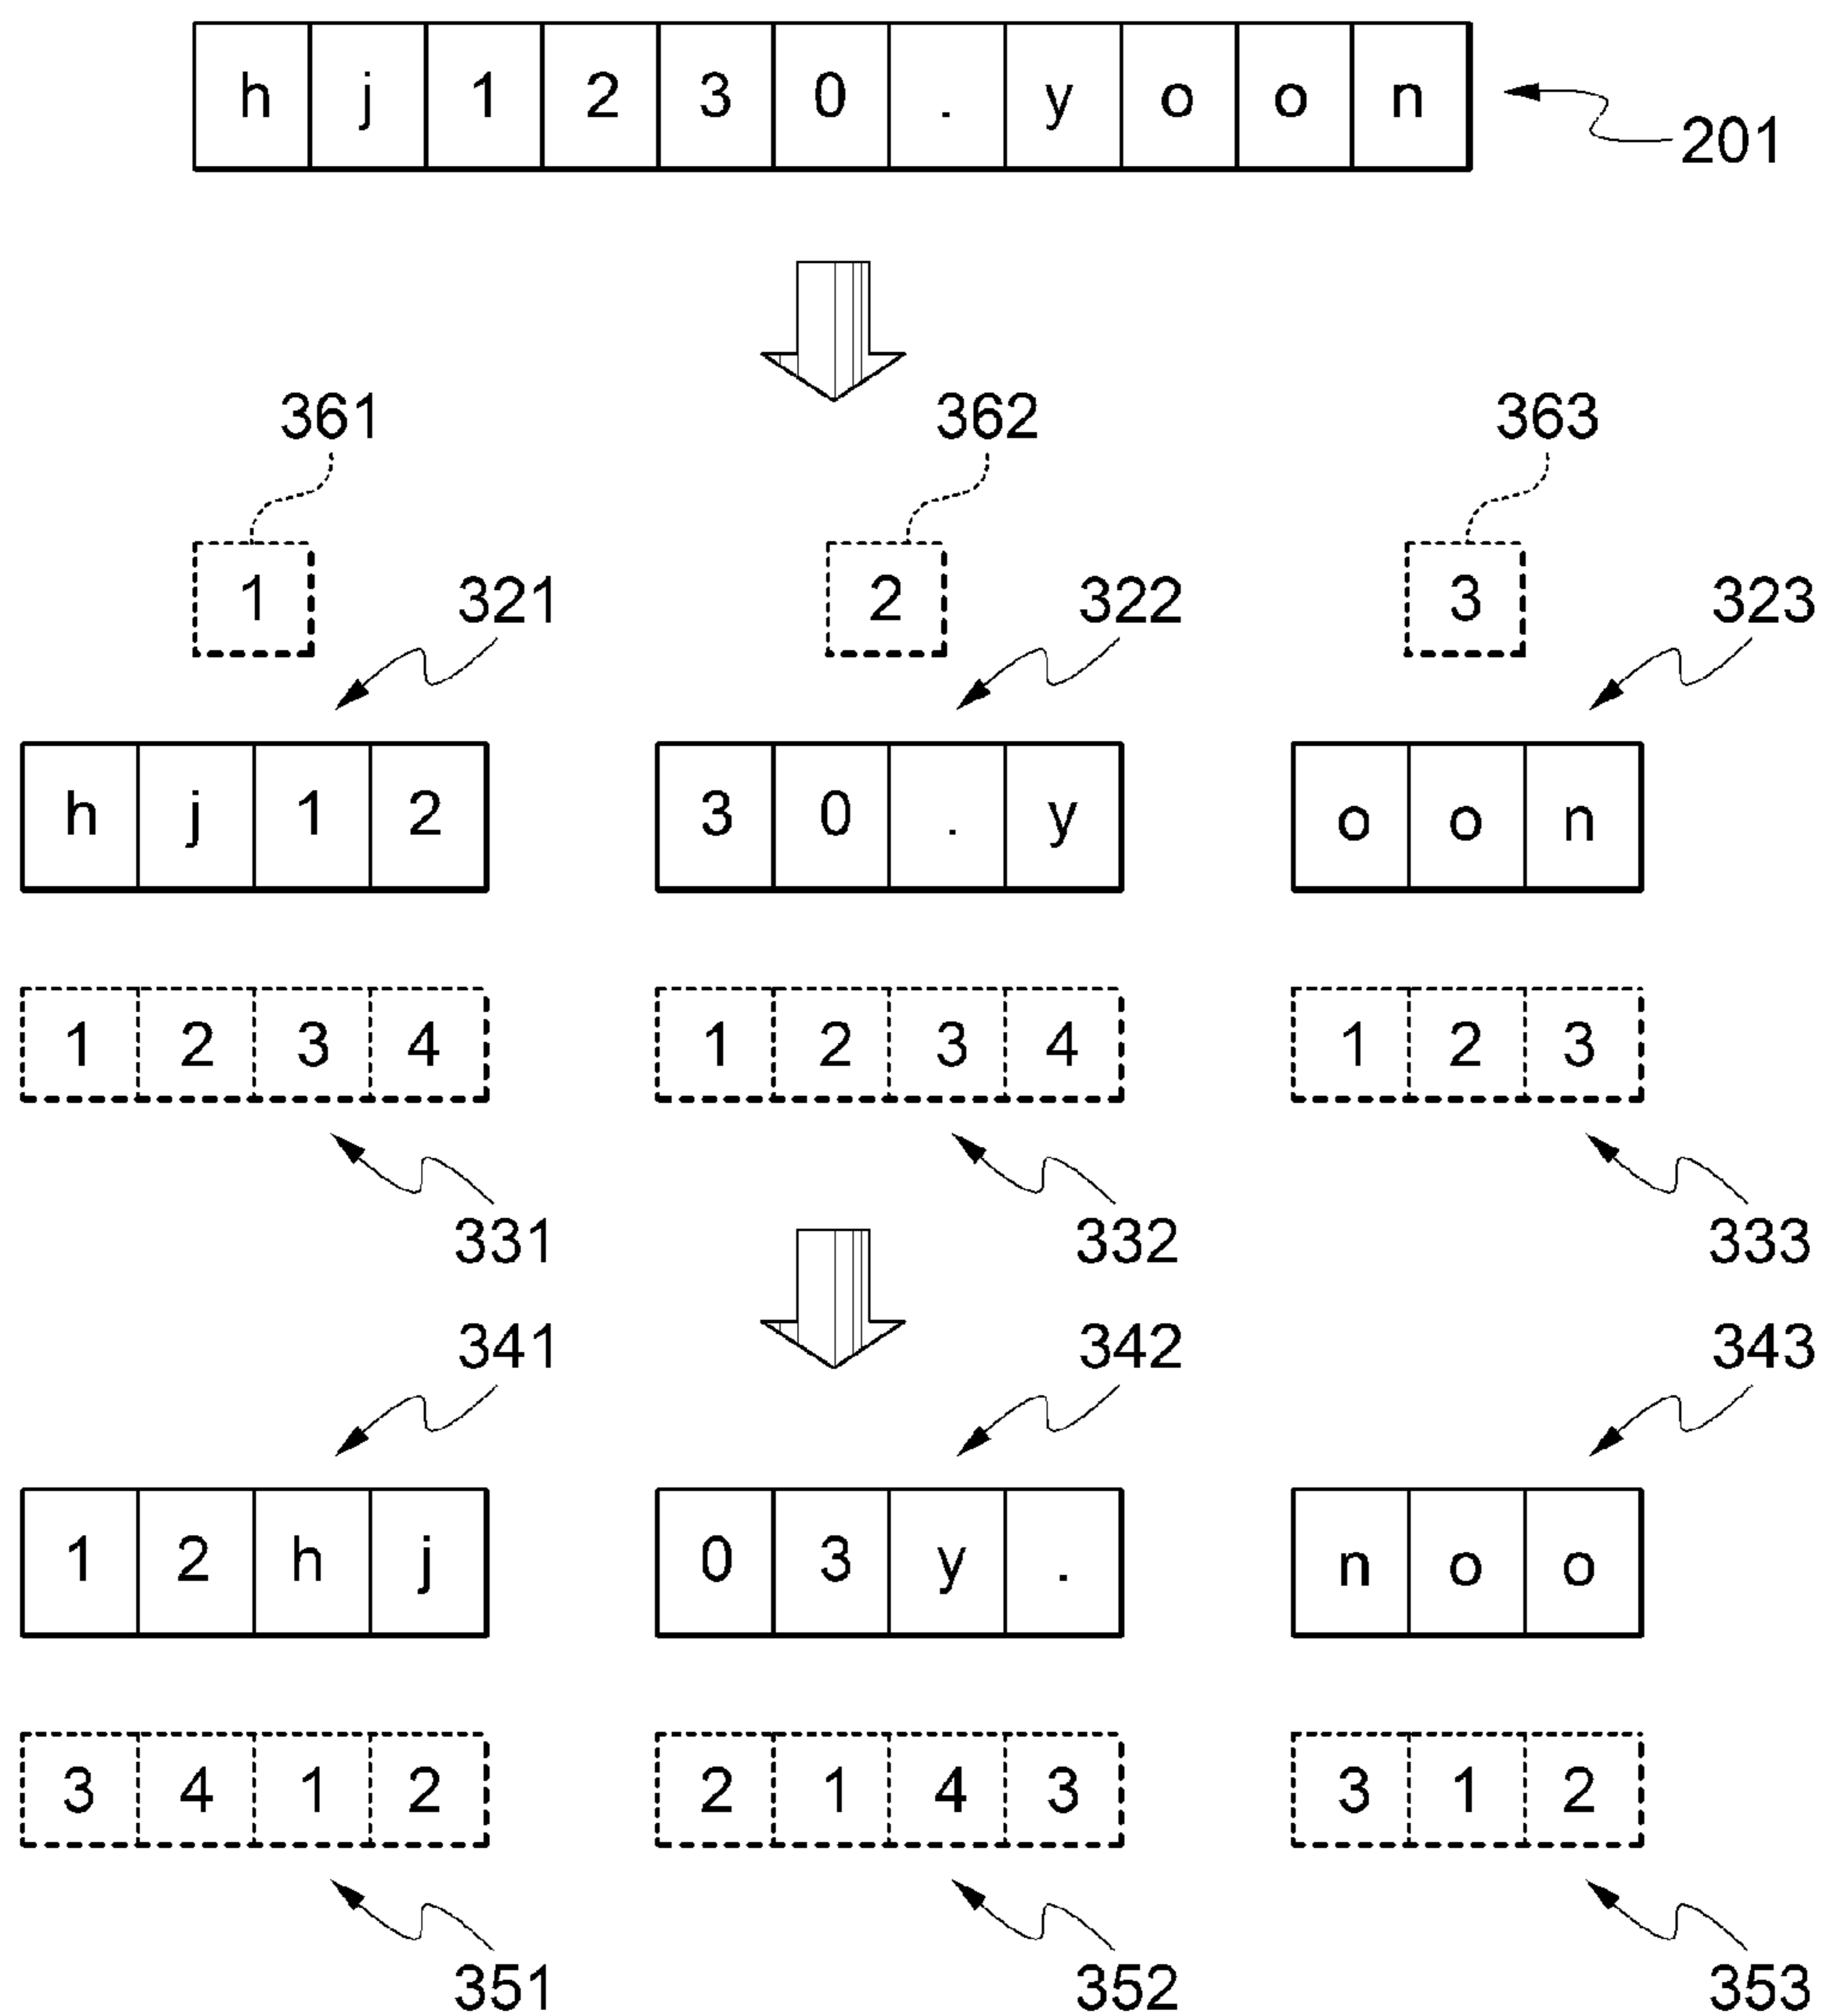 h j 1 2 3 0 . y o o n
201
361 362 363
1 2 3
321 322 323
h j 1 2 3 0 . y o o n
1 2 3 4 1 2 3 4 1 2 3
331 332 333
341 342 343
1 2 h j 0 3 y . n o o
3 4 1 2 2 1 4 3 3 1 2
351 352 353